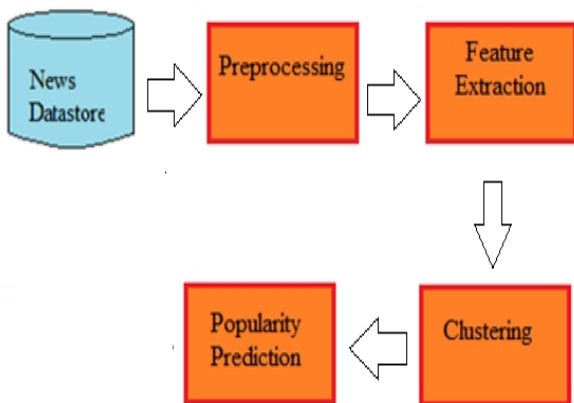 News
Datastore
Preprocessing
Feature
Extraction
Clustering
Popularity
Prediction